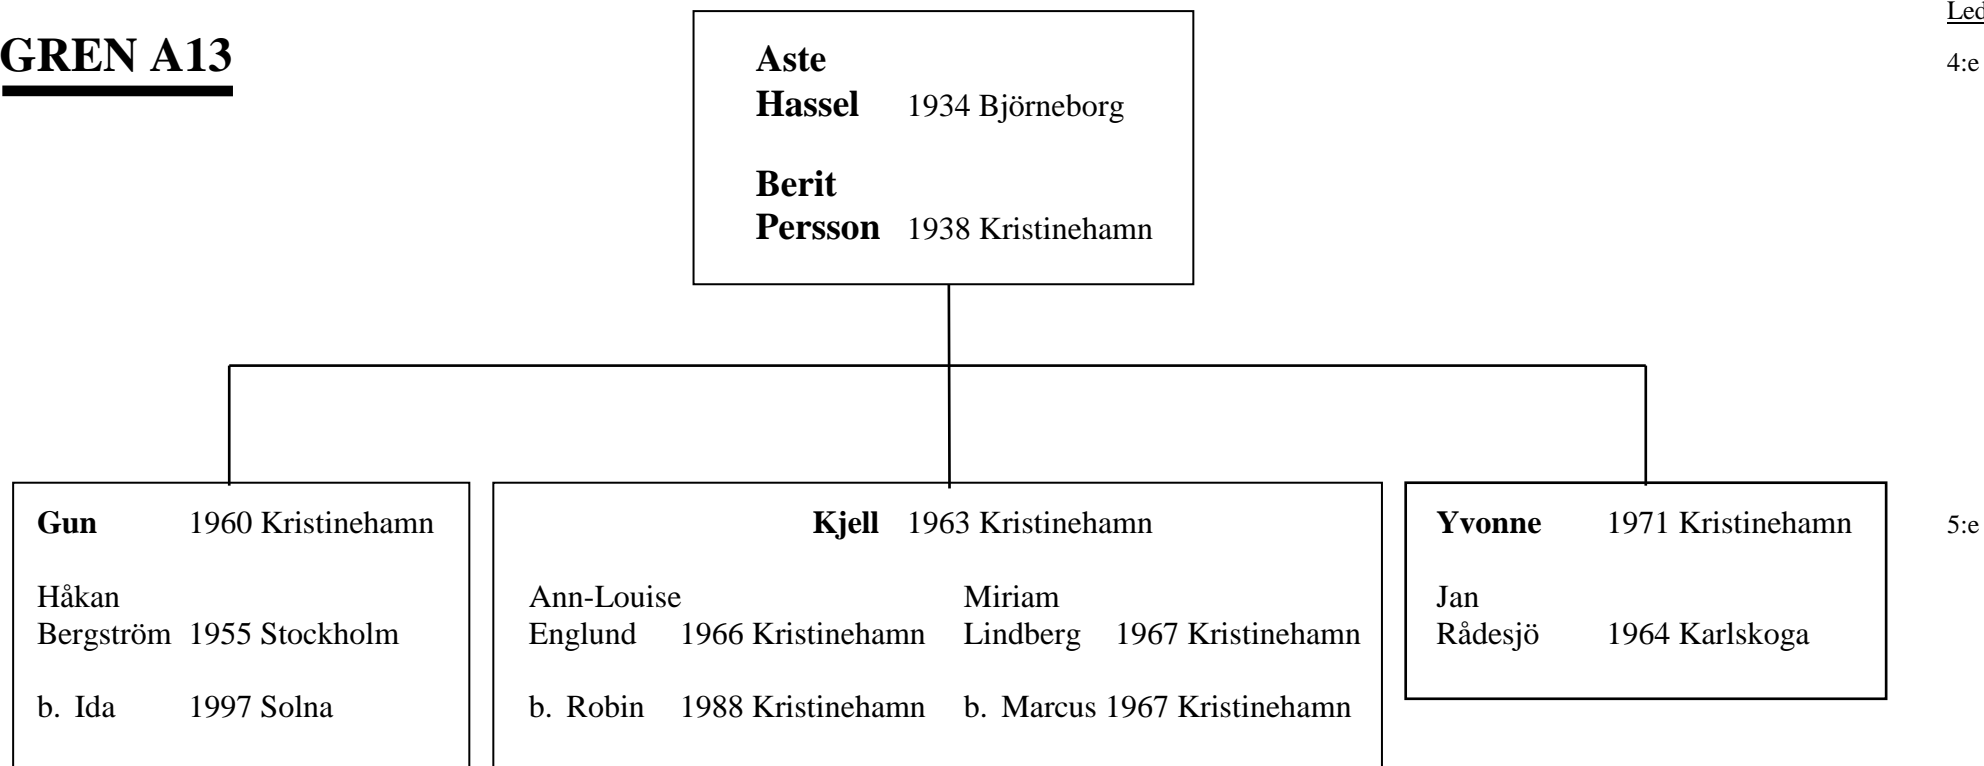 Led
GREN A13
4:e
Aste
Hassel 1934 Björneborg
Berit
Persson 1938 Kristinehamn
Gun 1960 Kristinehamn
Håkan
Bergström 1955 Stockholm
b. Ida 1997 Solna
Kjell 1963 Kristinehamn
Ann-Louise
Englund 1966 Kristinehamn
b. Robin 1988 Kristinehamn
Miriam
Lindberg 1967 Kristinehamn
b. Marcus 1967 Kristinehamn
Yvonne 1971 Kristinehamn
Jan
Rådesjö 1964 Karlskoga
5:e